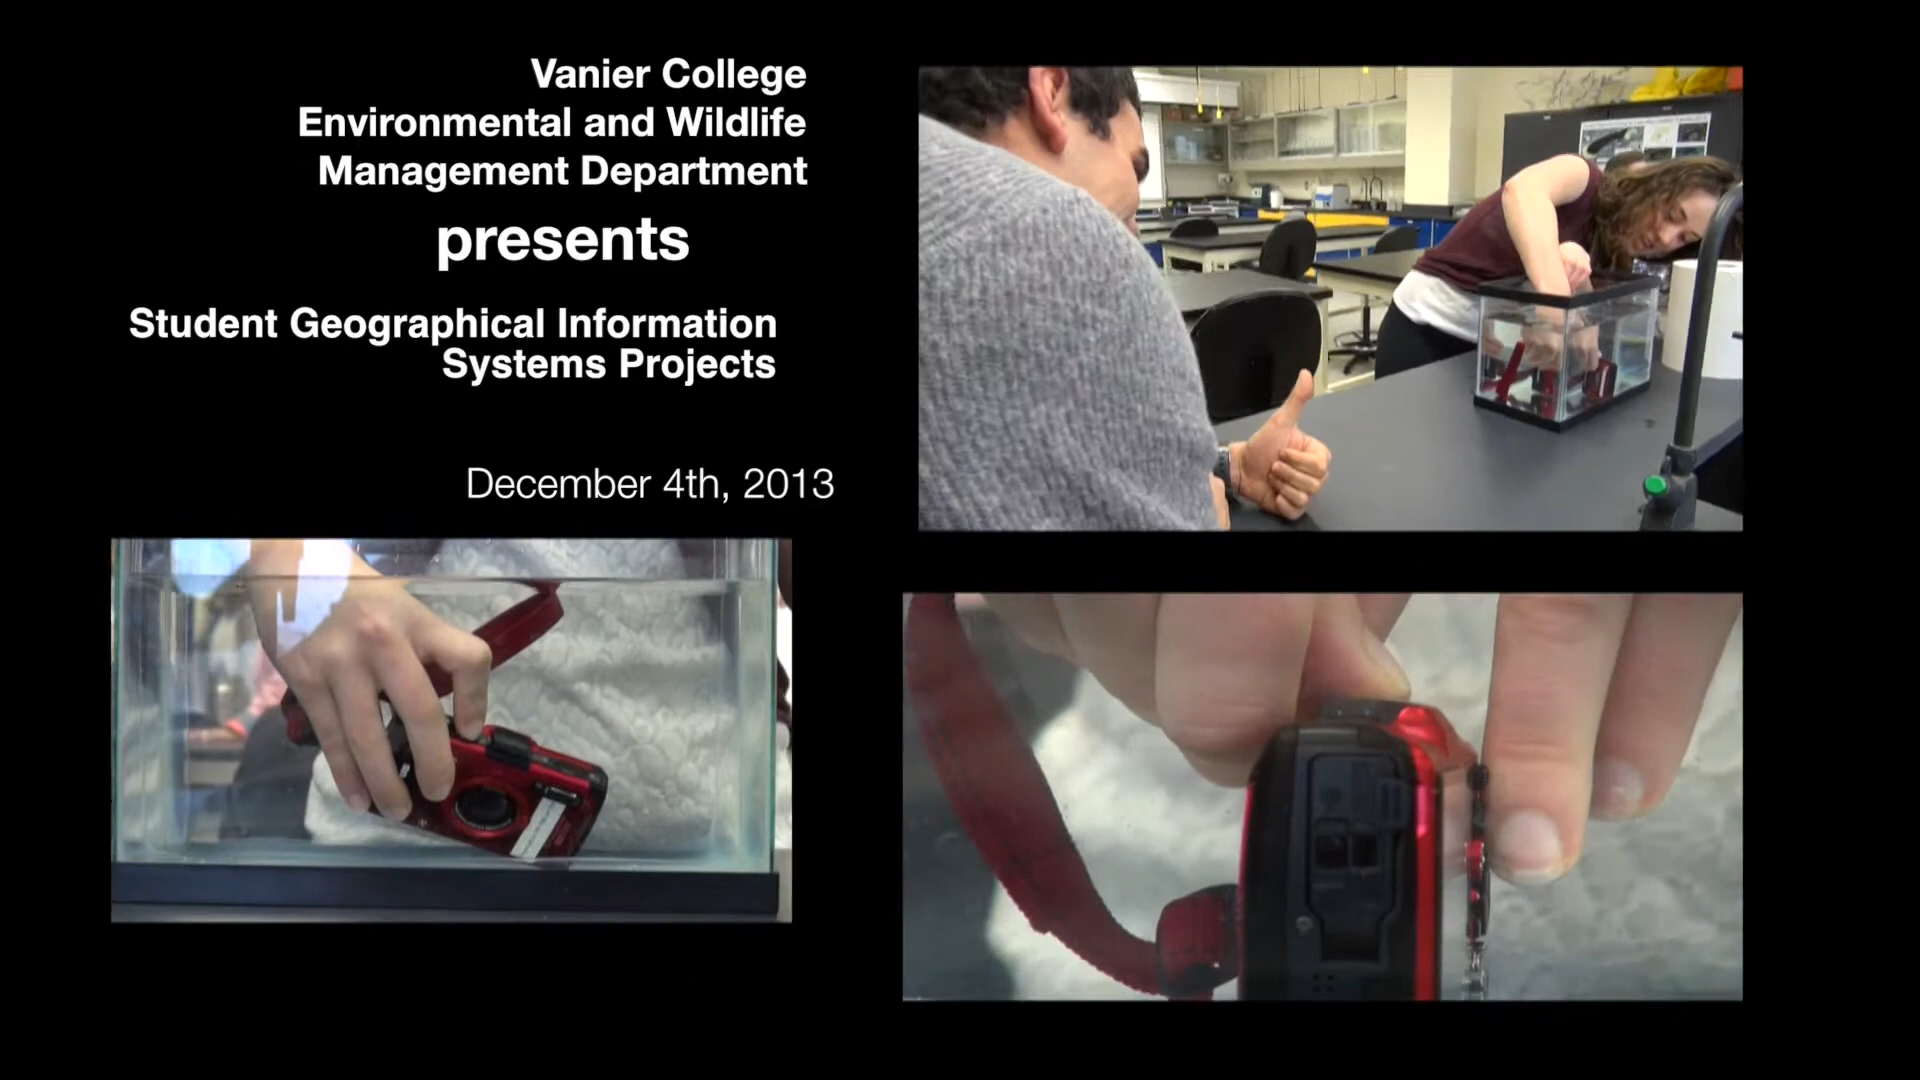 Vanier College
Environmental and Wildlife
Management Department
presents
Student Geographical Information
Systems Projects
December 4th, 2013